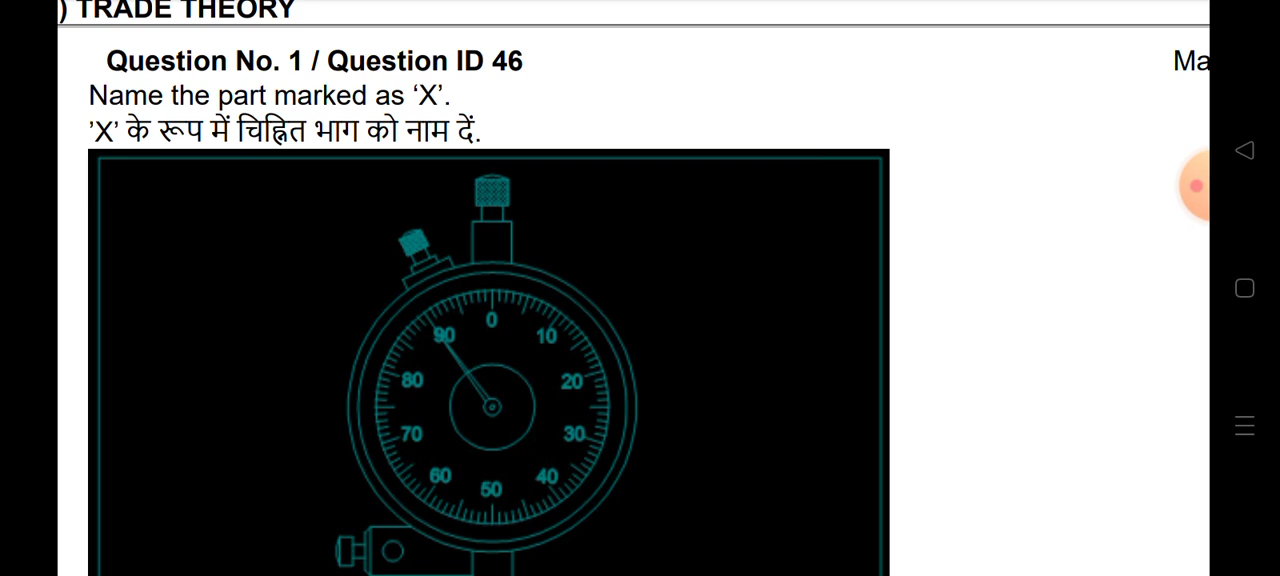 ) TRADE THEORY
Question No. 1 / Question ID 46
Ma
Name the part marked as ‘X’.
’X’ के रूप में चिह्नित भाग को नाम दें.
0
90
10
80
20
70
30
60
40
50